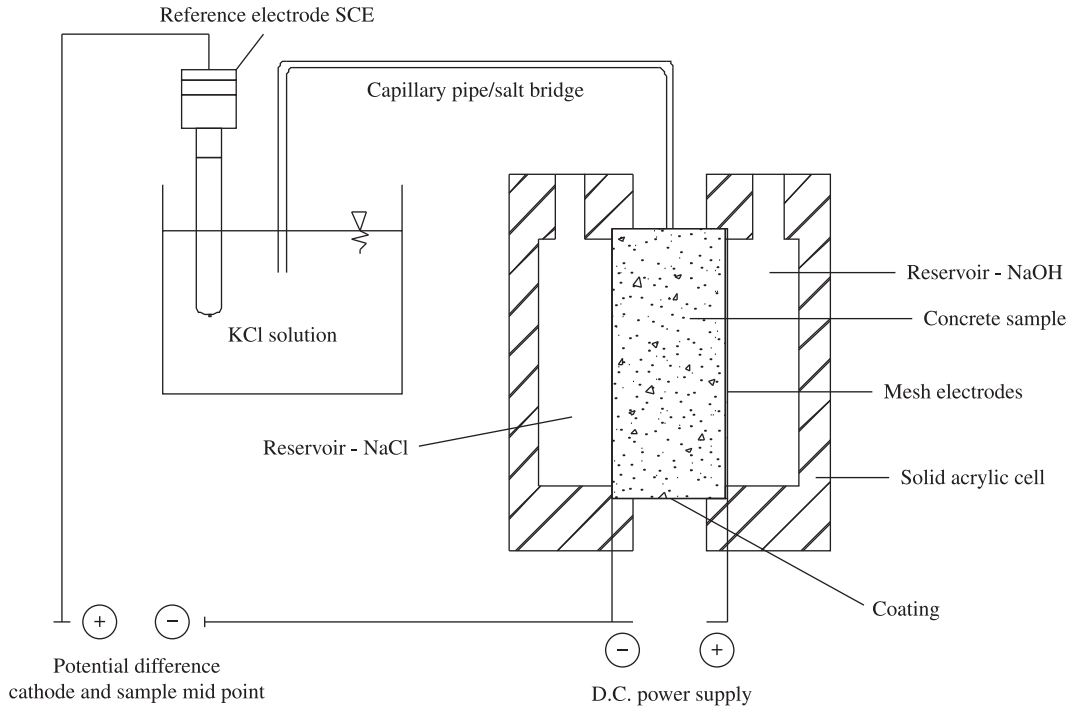 Reference electrode SCE
Capillary pipe/salt bridge
KCl solution
Reservoir - NaOH
Concrete sample
Mesh electrodes
Reservoir - NaCl
Solid acrylic cell
Coating
+
−
−
+
Potential difference
cathode and sample mid point
D.C. power supply